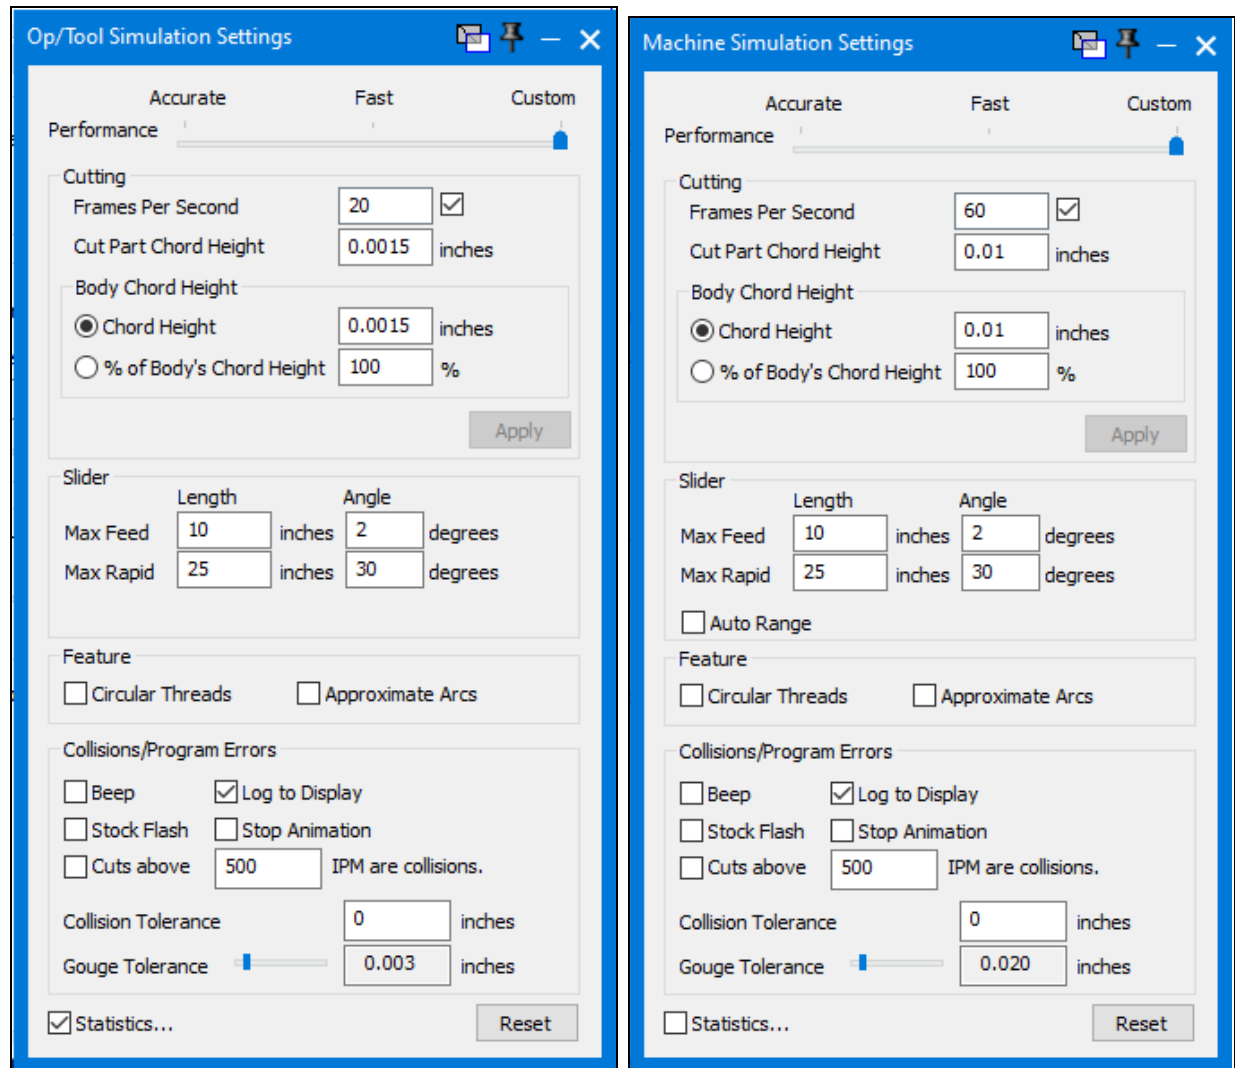 Op/Tool Simulation Settings
Accurate Fast Custom
Performance
Cutting
Frames Per Second 20
Cut Part Chord Height 0.0015 inches
Body Chord Height
Chord Height 0.0015 inches
% of Body's Chord Height 100 %
Apply
Slider
Length Angle
Max Feed 10 inches 2 degrees
Max Rapid 25 inches 30 degrees
Feature
Circular Threads Approximate Arcs
Collisions/Program Errors
Beep Log to Display
Stock Flash Stop Animation
Cuts above 500 IPM are collisions.
Collision Tolerance 0 inches
Gouge Tolerance 0.003 inches
Statistics... Reset
Machine Simulation Settings
Accurate Fast Custom
Performance
Cutting
Frames Per Second 60
Cut Part Chord Height 0.01 inches
Body Chord Height
Chord Height 0.01 inches
% of Body's Chord Height 100 %
Apply
Slider
Length Angle
Max Feed 10 inches 2 degrees
Max Rapid 25 inches 30 degrees
Auto Range
Feature
Circular Threads Approximate Arcs
Collisions/Program Errors
Beep Log to Display
Stock Flash Stop Animation
Cuts above 500 IPM are collisions.
Collision Tolerance 0 inches
Gouge Tolerance 0.020 inches
Statistics... Reset